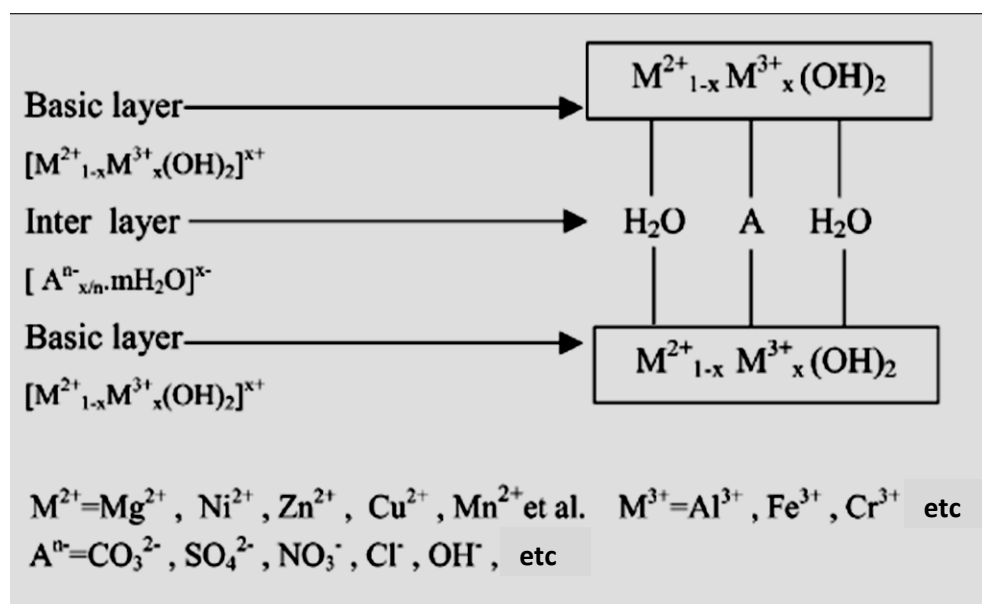 M²⁺₁₋ₓ M³⁺ₓ(OH)₂
Basic layer
[M²⁺₁₋ₓM³⁺ₓ(OH)₂]ˣ⁺
Inter layer H₂O A H₂O
[ Aⁿ⁻ₓ/ₙ.mH₂O]ˣ⁻
Basic layer
M²⁺₁₋ₓ M³⁺ₓ(OH)₂
[M²⁺₁₋ₓM³⁺ₓ(OH)₂]ˣ⁺
M²⁺=Mg²⁺ , Ni²⁺ , Zn²⁺ , Cu²⁺ , Mn²⁺ et al. M³⁺=Al³⁺ , Fe³⁺ , Cr³⁺ etc
Aⁿ⁻=CO₃²⁻ , SO₄²⁻ , NO₃⁻ , Cl⁻ , OH⁻ , etc